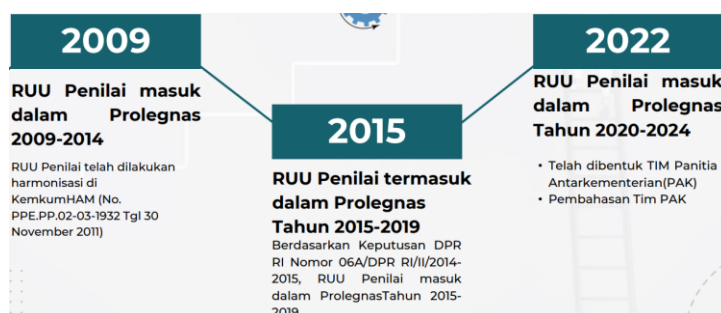 2009
RUU Penilai masuk
dalam Prolegnas
2009-2014
RUU Penilai telah dilakukan
harmonisasi di
KemkumHAM (No.
PPE.PP.02-03-1932 Tgl 30
November 2011)
2015
RUU Penilai termasuk
dalam Prolegnas
Tahun 2015-2019
Berdasarkan Keputusan DPR
RI Nomor 06A/DPR RI/II/2014-
2015, RUU Penilai masuk
dalam ProlegnasTahun 2015-
2019
2022
RUU Penilai masuk
dalam Prolegnas
Tahun 2020-2024
• Telah dibentuk TIM Panitia
Antarkementerian(PAK)
• Pembahasan Tim PAK